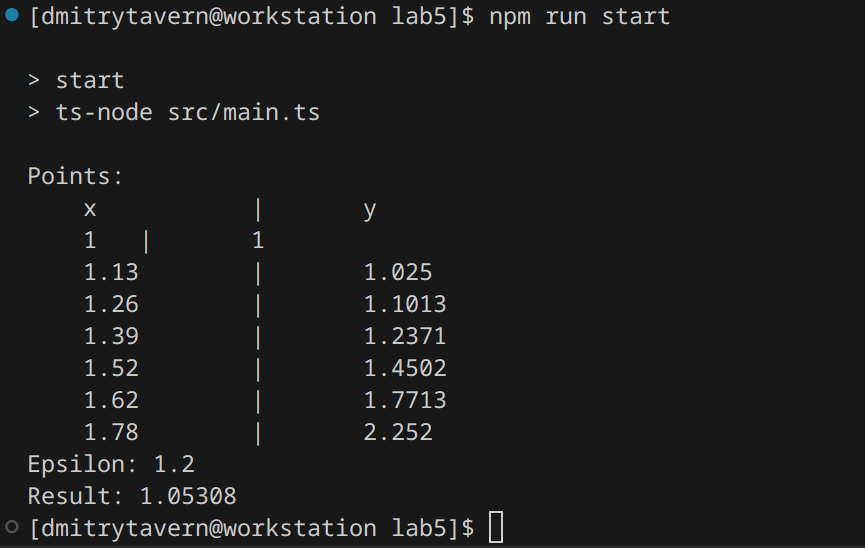 [dmitrytavern@workstation lab5]$ npm run start
> start
> ts-node src/main.ts
Points:
x | y
1 | 1
1.13 | 1.025
1.26 | 1.1013
1.39 | 1.2371
1.52 | 1.4502
1.62 | 1.7713
1.78 | 2.252
Epsilon: 1.2
Result: 1.05308
[dmitrytavern@workstation lab5]$